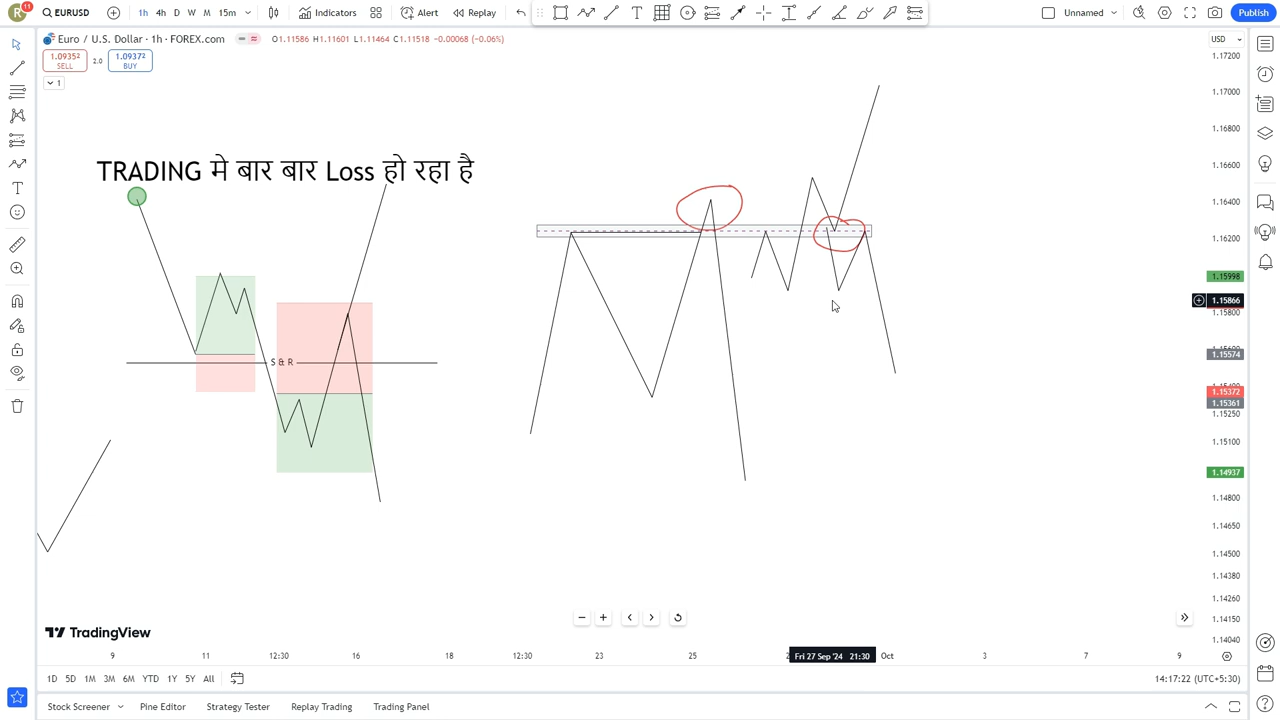 R 11 EURUSD 1h 4h D W M 15m Indicators Alert Replay Unnamed Publish
Euro / U.S. Dollar · 1h · FOREX.com O1.11586 H1.11601 L1.11464 C1.11518 −0.00068 (−0.06%) USD
1.09352 SELL 2.0 1.09372 BUY
1
1.17200
1.17000
1.16800
1.16600
TRADING मे बार बार Loss हो रहा है
1.16400
1.16200
1.15998
1.15866
1.15800
1.15574
S & R
1.15372
1.15361
1.15250
1.15100
1.14937
1.14800
1.14650
1.14500
1.14380
1.14260
1.14150
1.14040
TradingView
9 11 12:30 16 18 12:30 23 25 Fri 27 Sep '24 21:30 Oct 3 7 9
1D 5D 1M 3M 6M YTD 1Y 5Y All 14:17:22 (UTC+5:30)
Stock Screener Pine Editor Strategy Tester Replay Trading Trading Panel